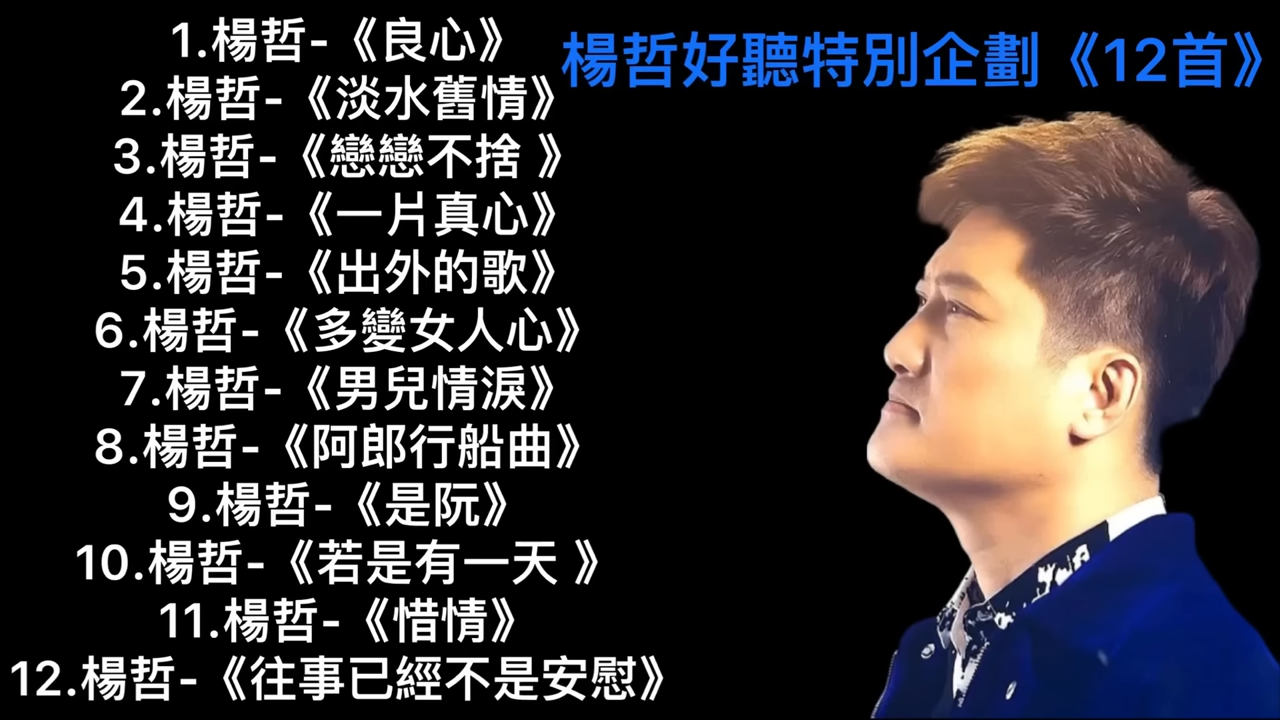 楊哲好聽特別企劃《12首》
1.楊哲-《良心》
2.楊哲-《淡水舊情》
3.楊哲-《戀戀不捨 》
4.楊哲-《一片真心》
5.楊哲-《出外的歌》
6.楊哲-《多變女人心》
7.楊哲-《男兒情淚》
8.楊哲-《阿郎行船曲》
9.楊哲-《是阮》
10.楊哲-《若是有一天 》
11.楊哲-《惜情》
12.楊哲-《往事已經不是安慰》